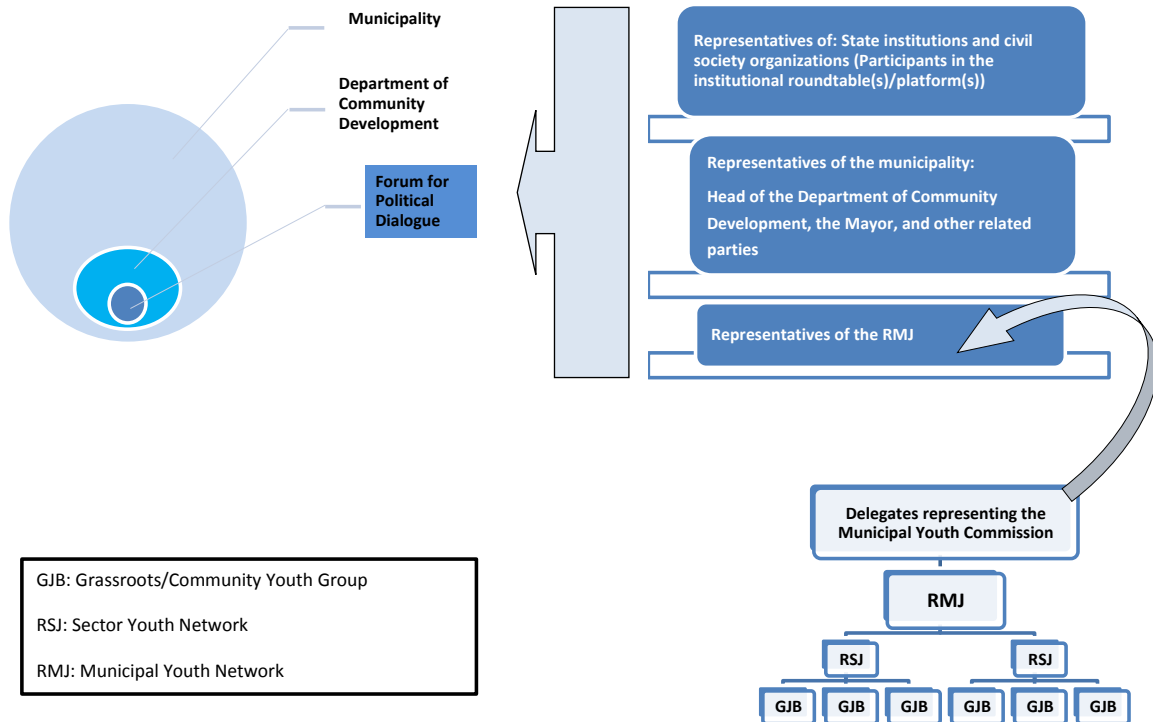 Municipality
Department of
Community
Development
Forum for
Political
Dialogue
Representatives of: State institutions and civil
society organizations (Participants in the
institutional roundtable(s)/platform(s))
Representatives of the municipality:
Head of the Department of Community
Development, the Mayor, and other related
parties
Representatives of the RMJ
Delegates representing the
Municipal Youth Commission
RMJ
RSJ RSJ
GJB GJB GJB GJB GJB GJB
GJB: Grassroots/Community Youth Group
RSJ: Sector Youth Network
RMJ: Municipal Youth Network